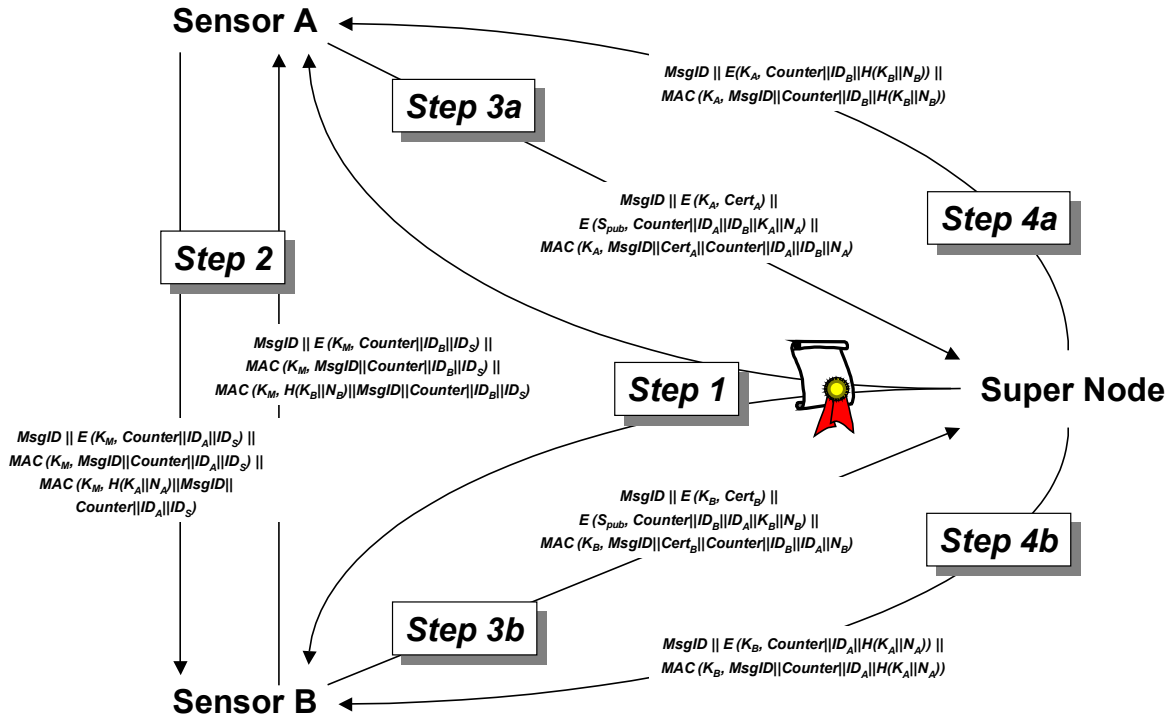 Sensor A
MsgID || E(K_A, Counter||ID_B||H(K_B||N_B)) ||
MAC (K_A, MsgID||Counter||ID_B||H(K_B||N_B))
Step 3a
MsgID || E (K_A, Cert_A) ||
E (S_pub, Counter||ID_A||ID_B||K_A||N_A) ||
MAC (K_A, MsgID||Cert_A||Counter||ID_A||ID_B||N_A)
Step 4a
Step 2
MsgID || E (K_M, Counter||ID_B||ID_S) ||
MAC (K_M, MsgID||Counter||ID_B||ID_S) ||
MAC (K_M, H(K_B||N_B)||MsgID||Counter||ID_B||ID_S)
Step 1
Super Node
MsgID || E (K_M, Counter||ID_A||ID_S) ||
MAC (K_M, MsgID||Counter||ID_A||ID_S) ||
MAC (K_M, H(K_A||N_A)||MsgID||
Counter||ID_A||ID_S)
MsgID || E (K_B, Cert_B) ||
E (S_pub, Counter||ID_B||ID_A||K_B||N_B) ||
MAC (K_B, MsgID||Cert_B||Counter||ID_B||ID_A||N_B)
Step 4b
Step 3b
MsgID || E (K_B, Counter||ID_A||H(K_A||N_A)) ||
MAC (K_B, MsgID||Counter||ID_A||H(K_A||N_A))
Sensor B